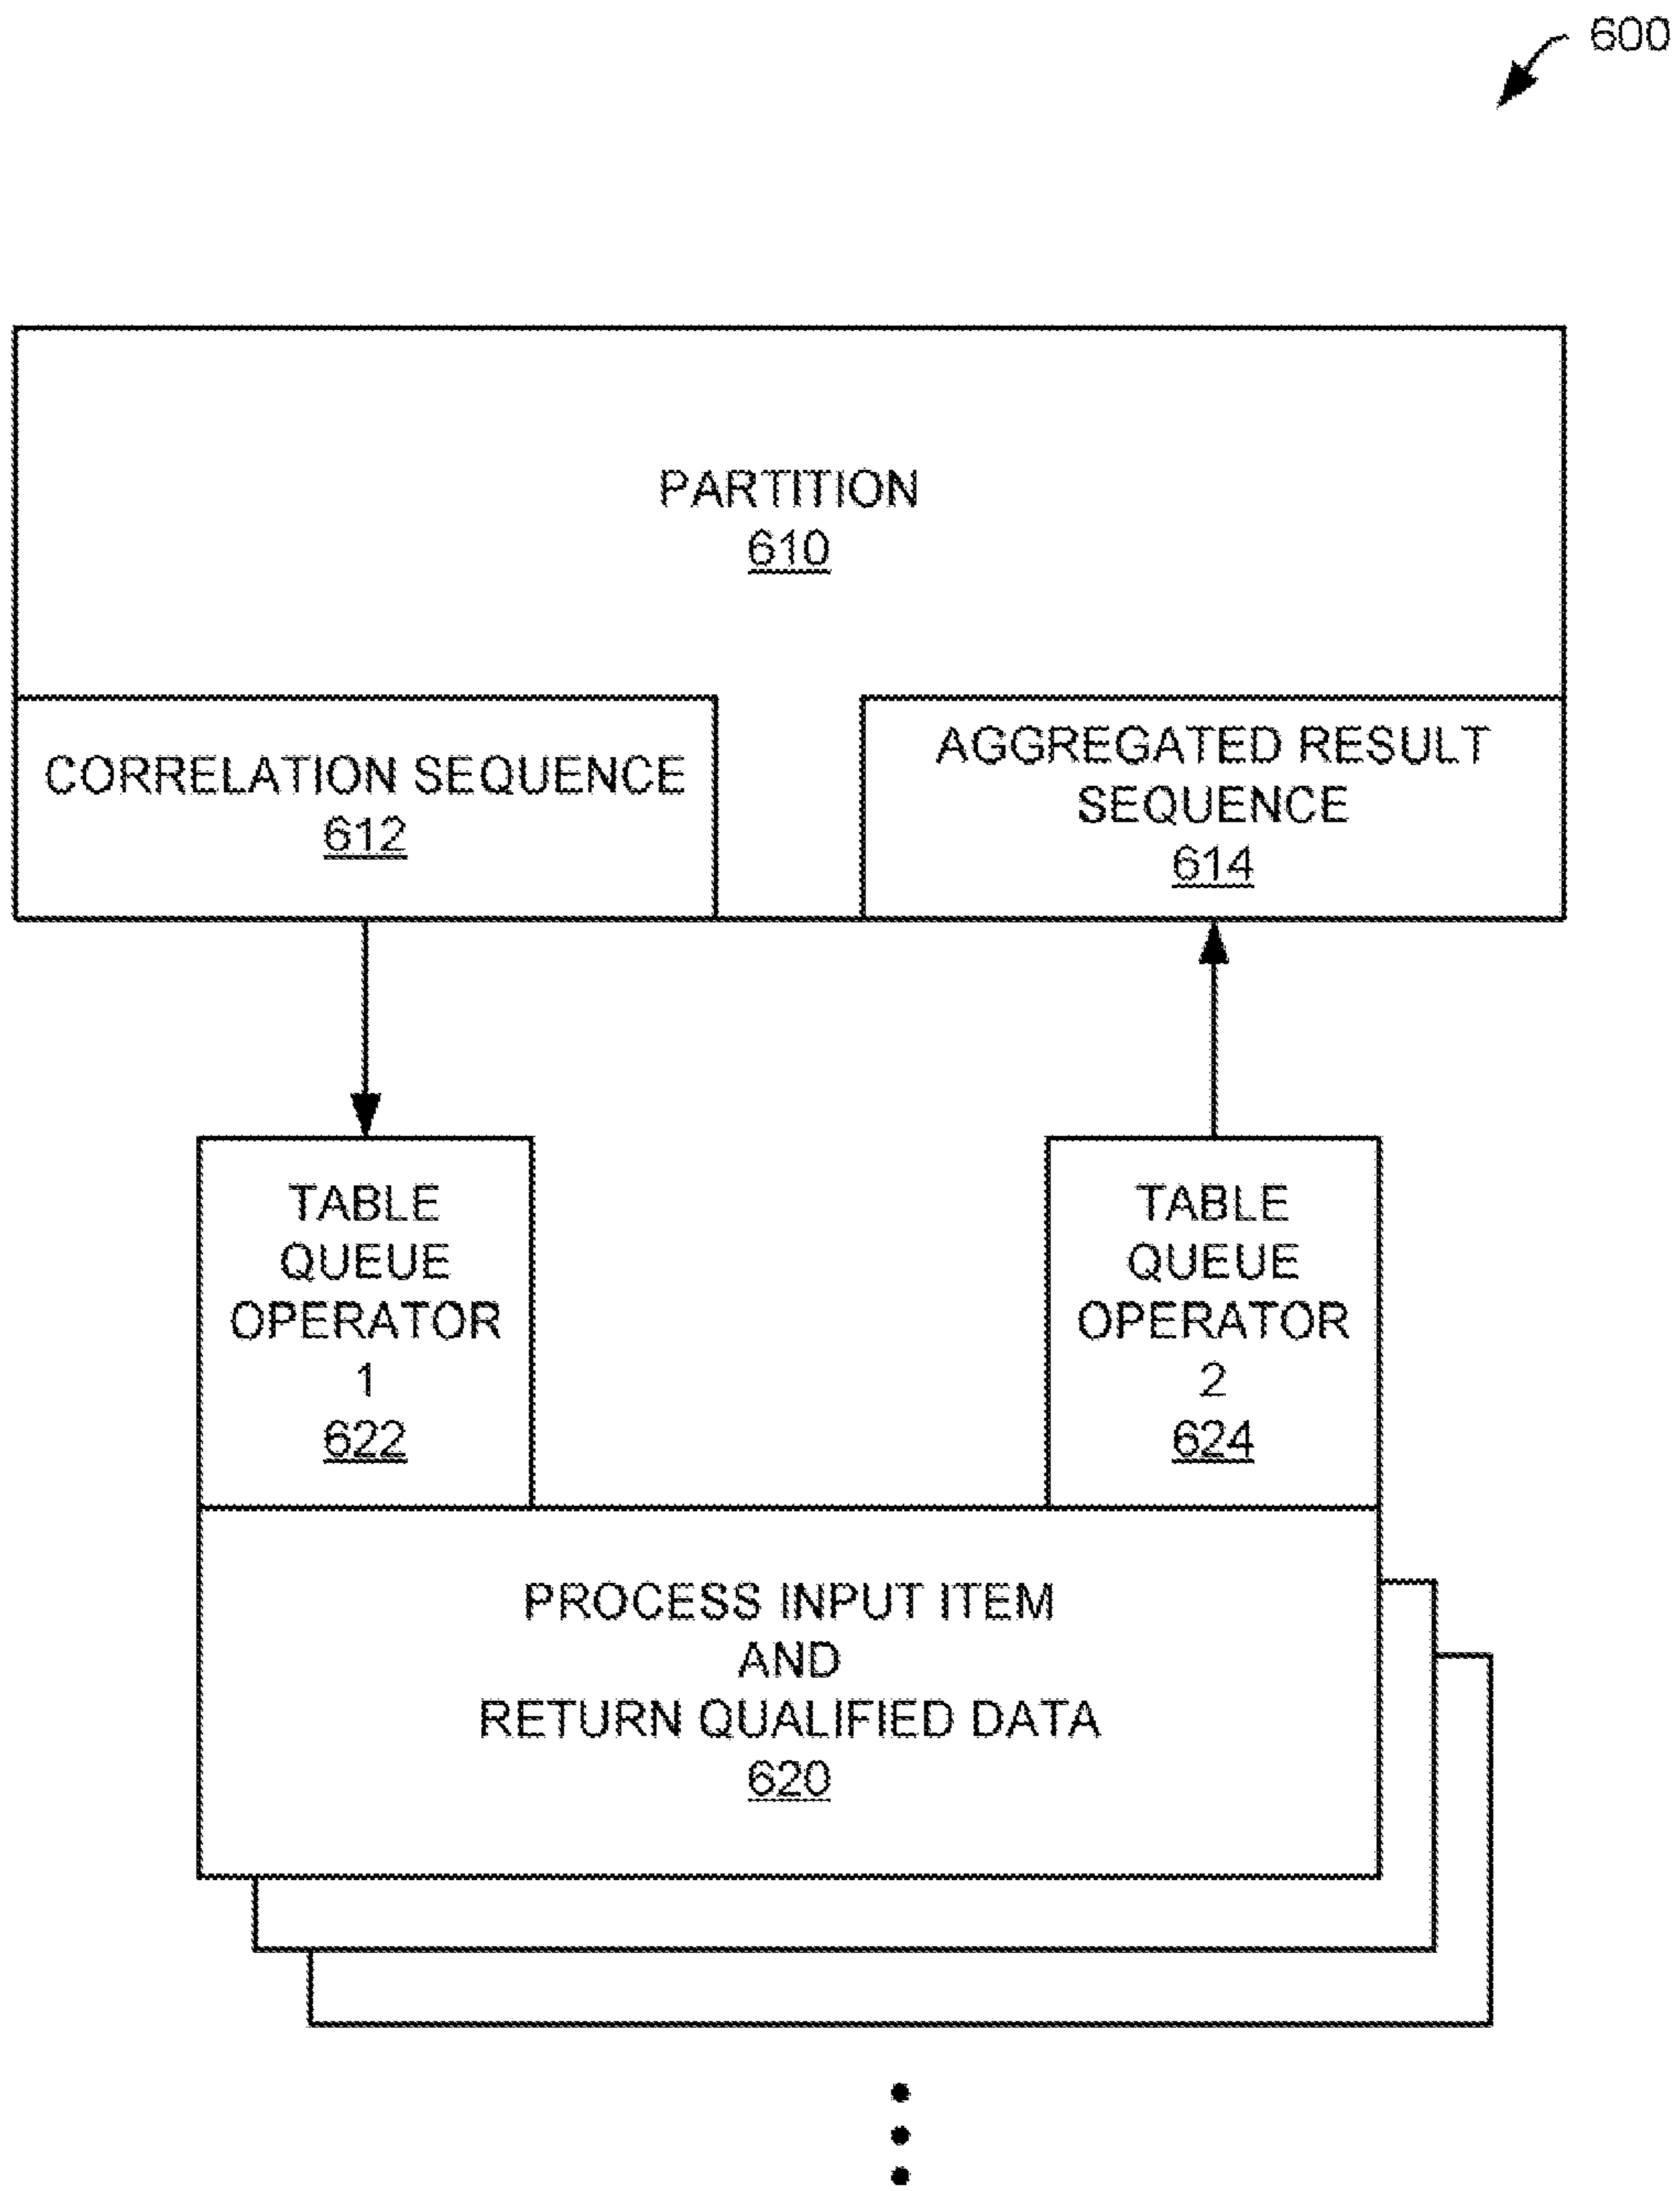 600
PARTITION
610
CORRELATION SEQUENCE
612
AGGREGATED RESULT
SEQUENCE
614
TABLE
QUEUE
OPERATOR
1
622
TABLE
QUEUE
OPERATOR
2
624
PROCESS INPUT ITEM
AND
RETURN QUALIFIED DATA
620